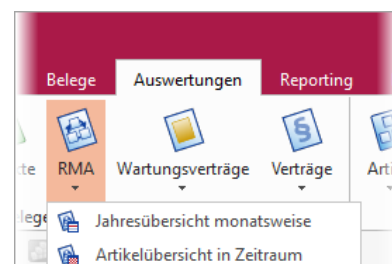 Belege Auswertungen Reporting
RMA Wartungsverträge Verträge
Jahresübersicht monatsweise
Artikelübersicht in Zeitraum